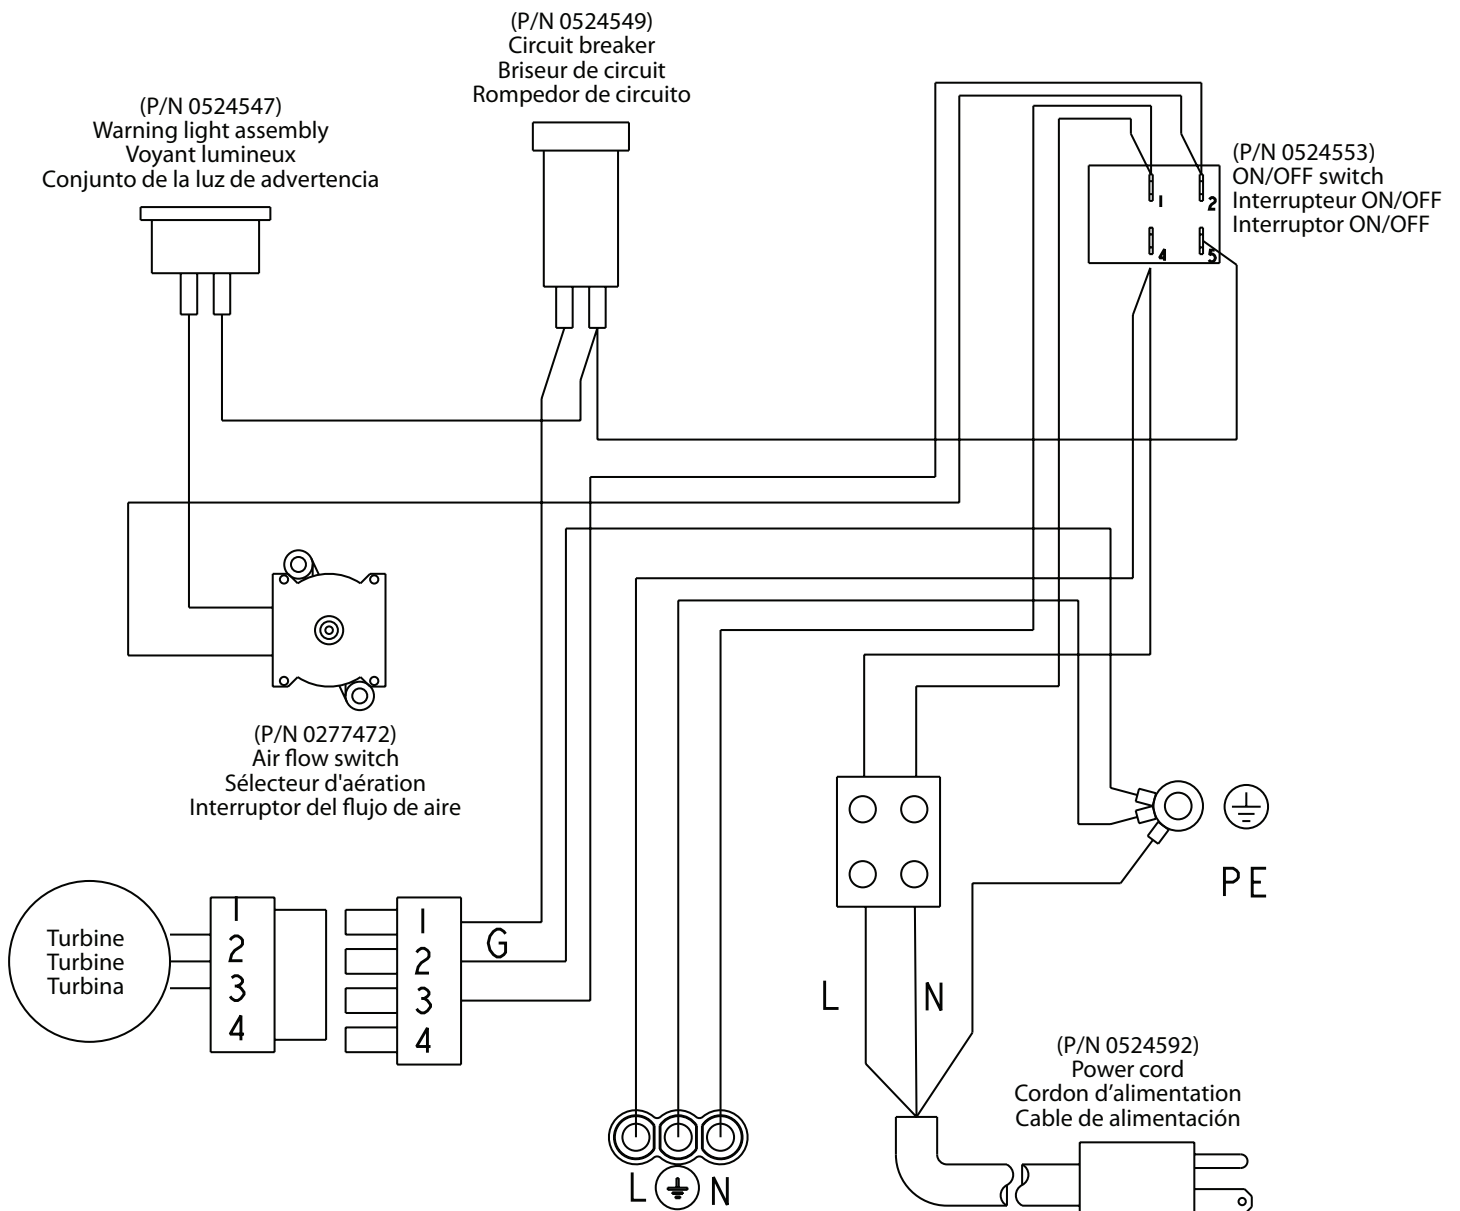 (P/N 0524549)
Circuit breaker
Briseur de circuit
Rompedor de circuito
(P/N 0524547)
Warning light assembly
Voyant lumineux
Conjunto de la luz de advertencia
(P/N 0524553)
ON/OFF switch
Interrupteur ON/OFF
Interruptor ON/OFF
1
2
4
5
(P/N 0277472)
Air flow switch
Sélecteur d'aération
Interruptor del flujo de aire
PE
Turbine
Turbine
Turbina
1
2
3
4
1
2
3
4
G
L
N
(P/N 0524592)
Power cord
Cordon d’alimentation
Cable de alimentación
L
N